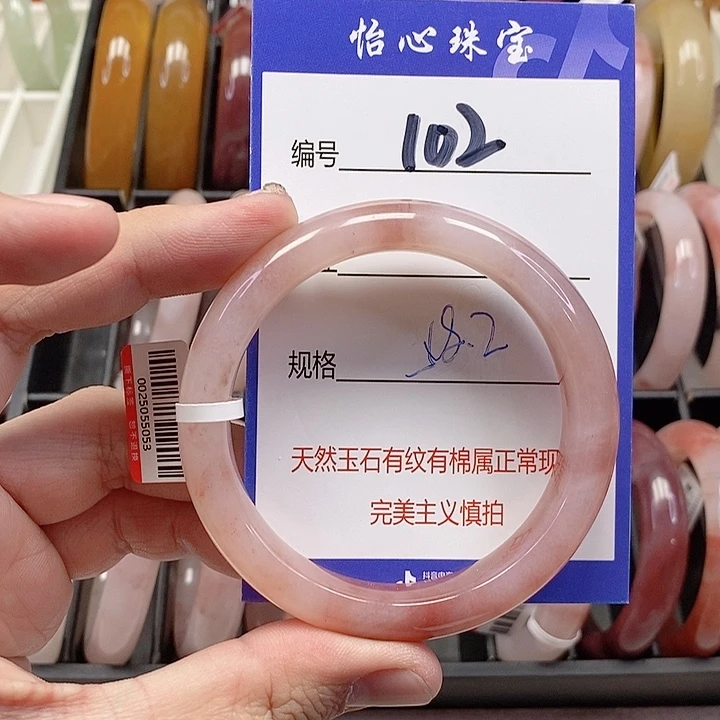 怡心珠宝
编号 102
规格 58.2
天然玉石有纹有棉属正常现
完美主义慎拍
0025055053